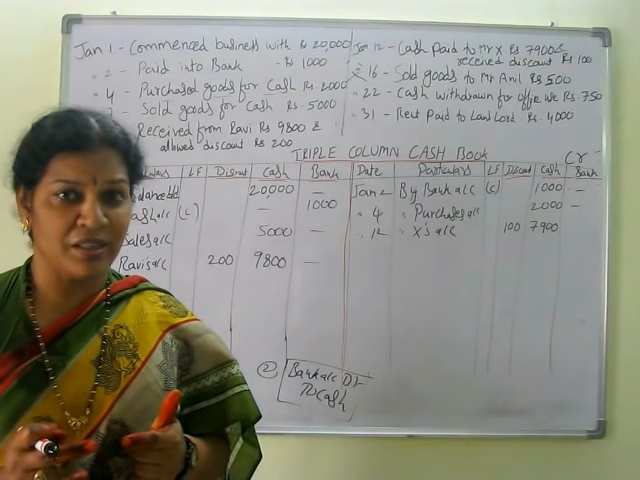 Jan 1 - Commenced business with Rs 20,000
" 2 - Paid into Bank - Rs 1000
" 4 - Purchased goods for Cash Rs 2000
Sold goods for Cash Rs. 5000
Received from Ravi Rs 9800 &
allowed discount Rs 200
Jan 12 - Cash Paid to Mr X Rs 7900 &
received discount Rs 100
16 - Sold goods to Mr Anil Rs 500
" 22 - Cash withdrawn for offie use Rs. 750
" 31 - Rent Paid to LandLord. Rs. 4000
TRIPLE COLUMN CASH BOOK
Cr
LF Discount Cash Bank Date Particulars LF Discount Cash Bank
20,000 — Jan 2 By Bank a/c (c) 1000 —
(c) — 1000 " 4 " Purchases a/c 2000 —
Sales a/c 5000 — " 12 " X's a/c 100 7900
Ravi's a/c 200 9800 —
② Bank a/c Dr
To Cash